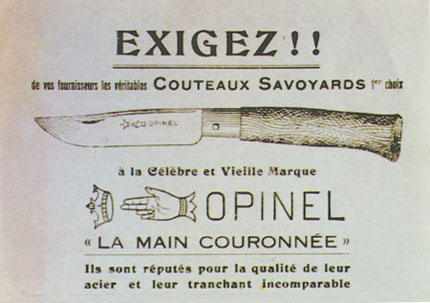 EXIGEZ !!
de vos fournisseurs les véritables COUTEAUX SAVOYARDS 1er choix
OPINEL
à la Célèbre et Vieille Marque
OPINEL
« LA MAIN COURONNÉE »
Ils sont réputés pour la qualité de leur
acier et leur tranchant incomparable